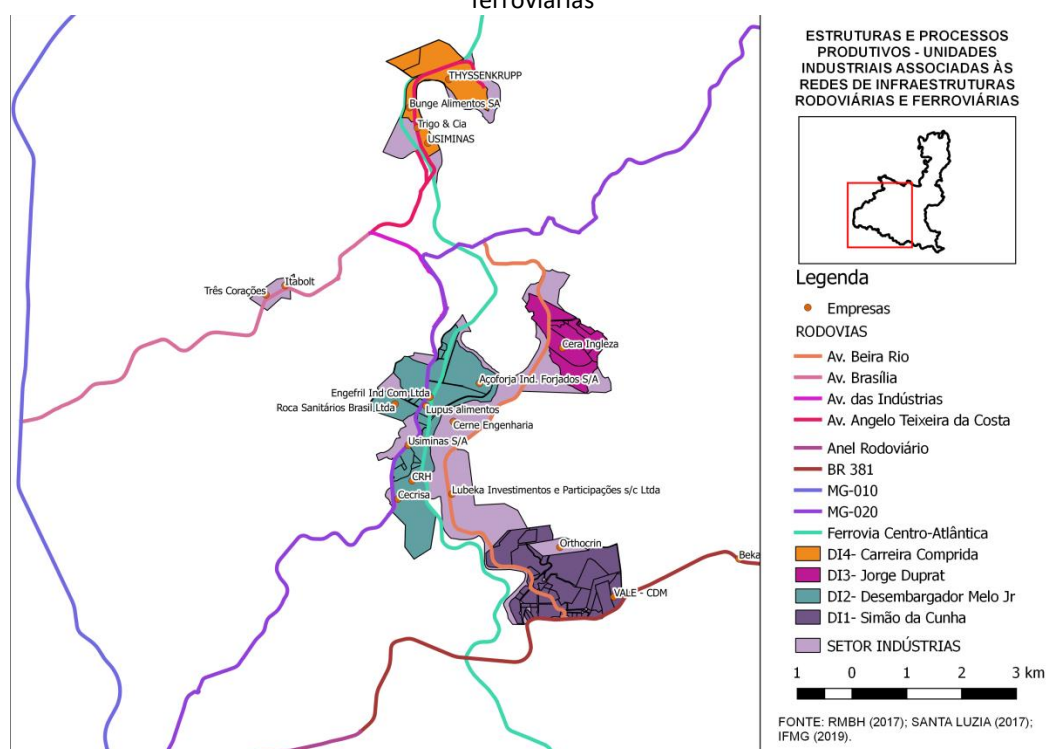 ferroviárias
THYSSENKRUPP
Bunge Alimentos SA
Trigo & Cia
USIMINAS
Itabolt
Três Corações
Cera Ingleza
Açoforja Ind. Forjados S/A
Engefril Ind Com Ltda
Roca Sanitários Brasil Ltda
Lupus alimentos
Cerne Engenharia
Usiminas S/A
CRH
Cecrisa
Lubeka Investimentos e Participações s/c Ltda
Orthocrin
Beka
VALE - CDM
ESTRUTURAS E PROCESSOS
PRODUTIVOS - UNIDADES
INDUSTRIAIS ASSOCIADAS ÀS
REDES DE INFRAESTRUTURAS
RODOVIÁRIAS E FERROVIÁRIAS
Legenda
Empresas
RODOVIAS
Av. Beira Rio
Av. Brasília
Av. das Indústrias
Av. Angelo Teixeira da Costa
Anel Rodoviário
BR 381
MG-010
MG-020
Ferrovia Centro-Atlântica
DI4- Carreira Comprida
DI3- Jorge Duprat
DI2- Desembargador Melo Jr
DI1- Simão da Cunha
SETOR INDÚSTRIAS
1 0 1 2 3 km
FONTE: RMBH (2017); SANTA LUZIA (2017);
IFMG (2019).